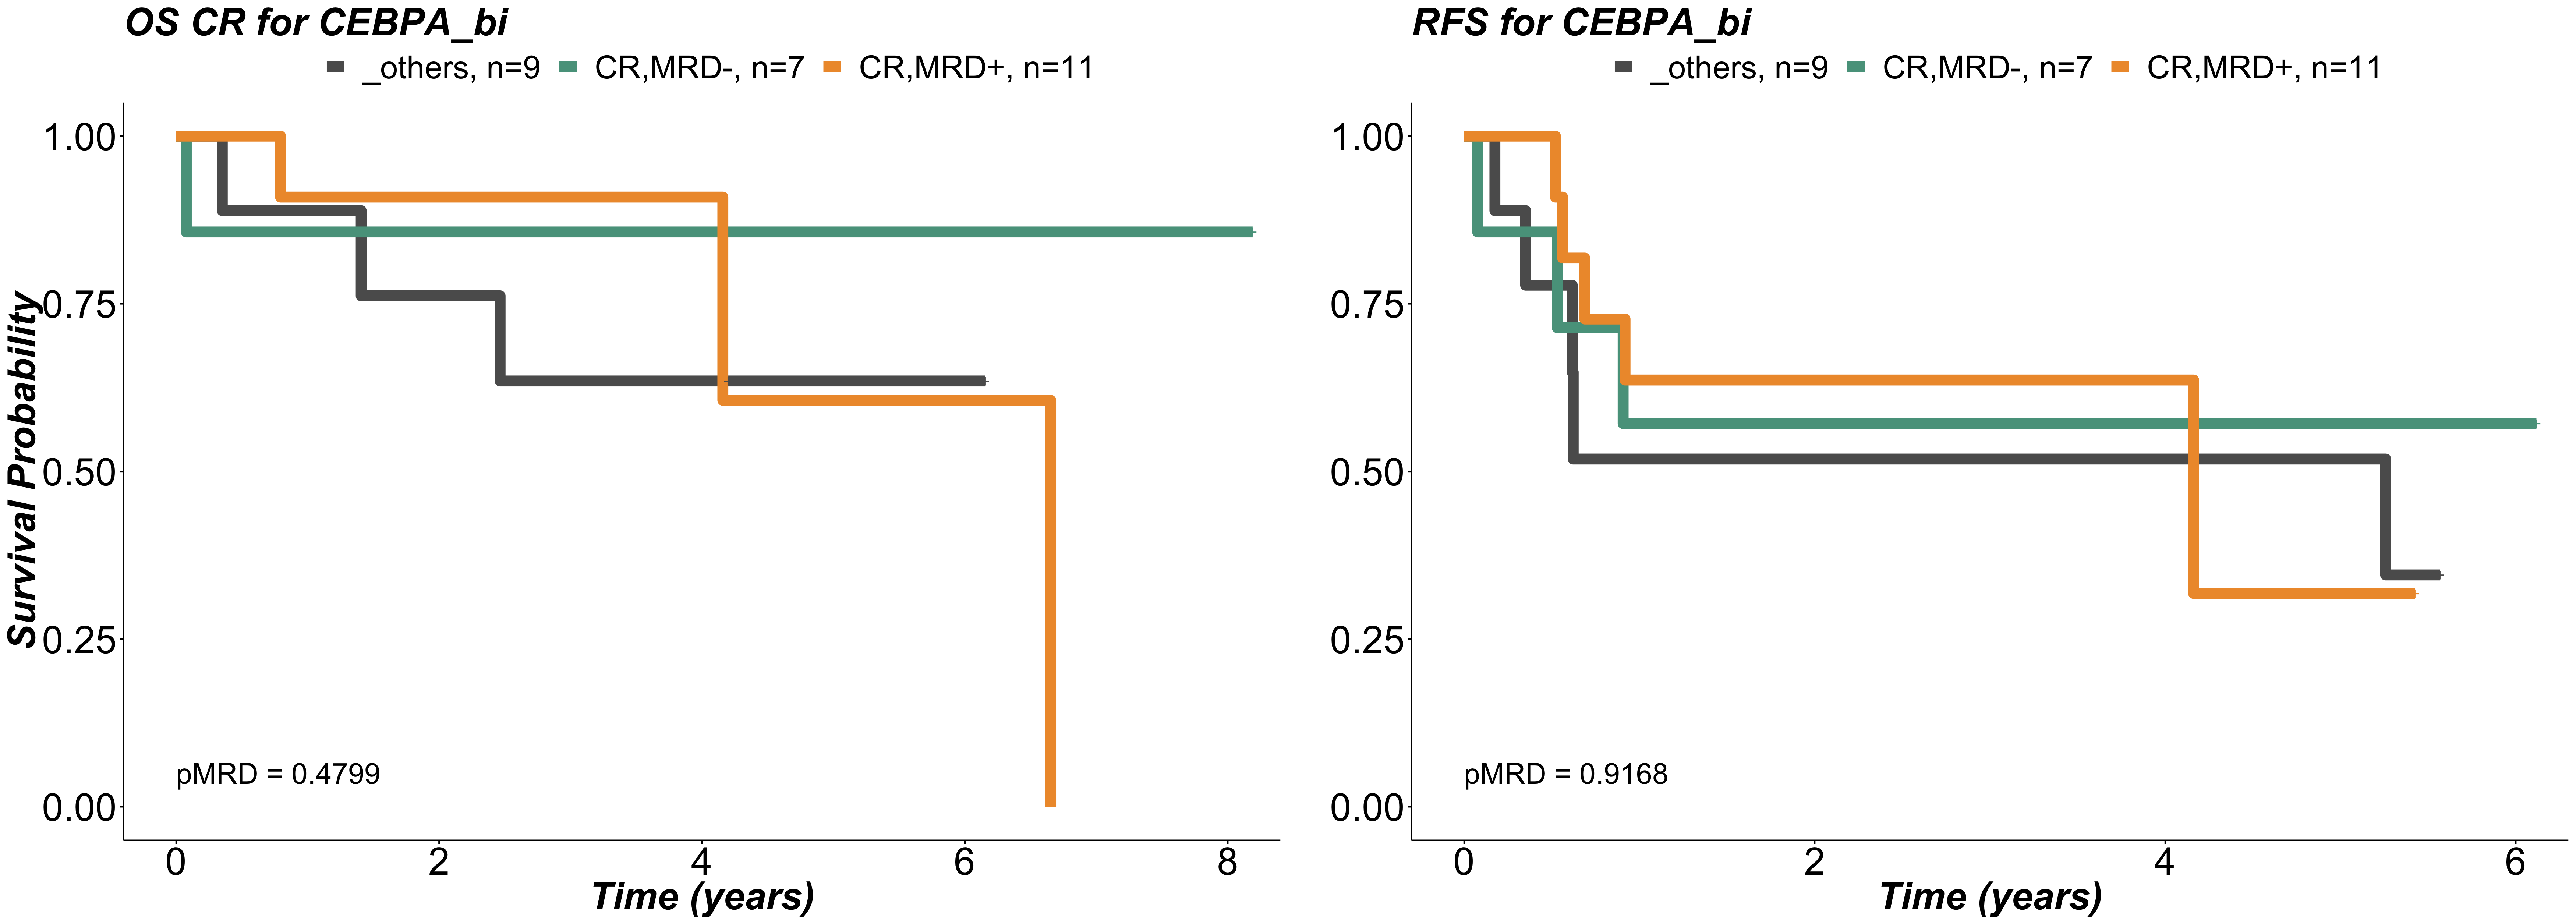 OS CR for CEBPA_bi
_others, n=9 CR,MRD-, n=7 CR,MRD+, n=11
Survival Probability
1.00
0.75
0.50
0.25
0.00
pMRD = 0.4799
0 2 4 6 8
Time (years)
RFS for CEBPA_bi
_others, n=9 CR,MRD-, n=7 CR,MRD+, n=11
1.00
0.75
0.50
0.25
0.00
pMRD = 0.9168
0 2 4 6
Time (years)